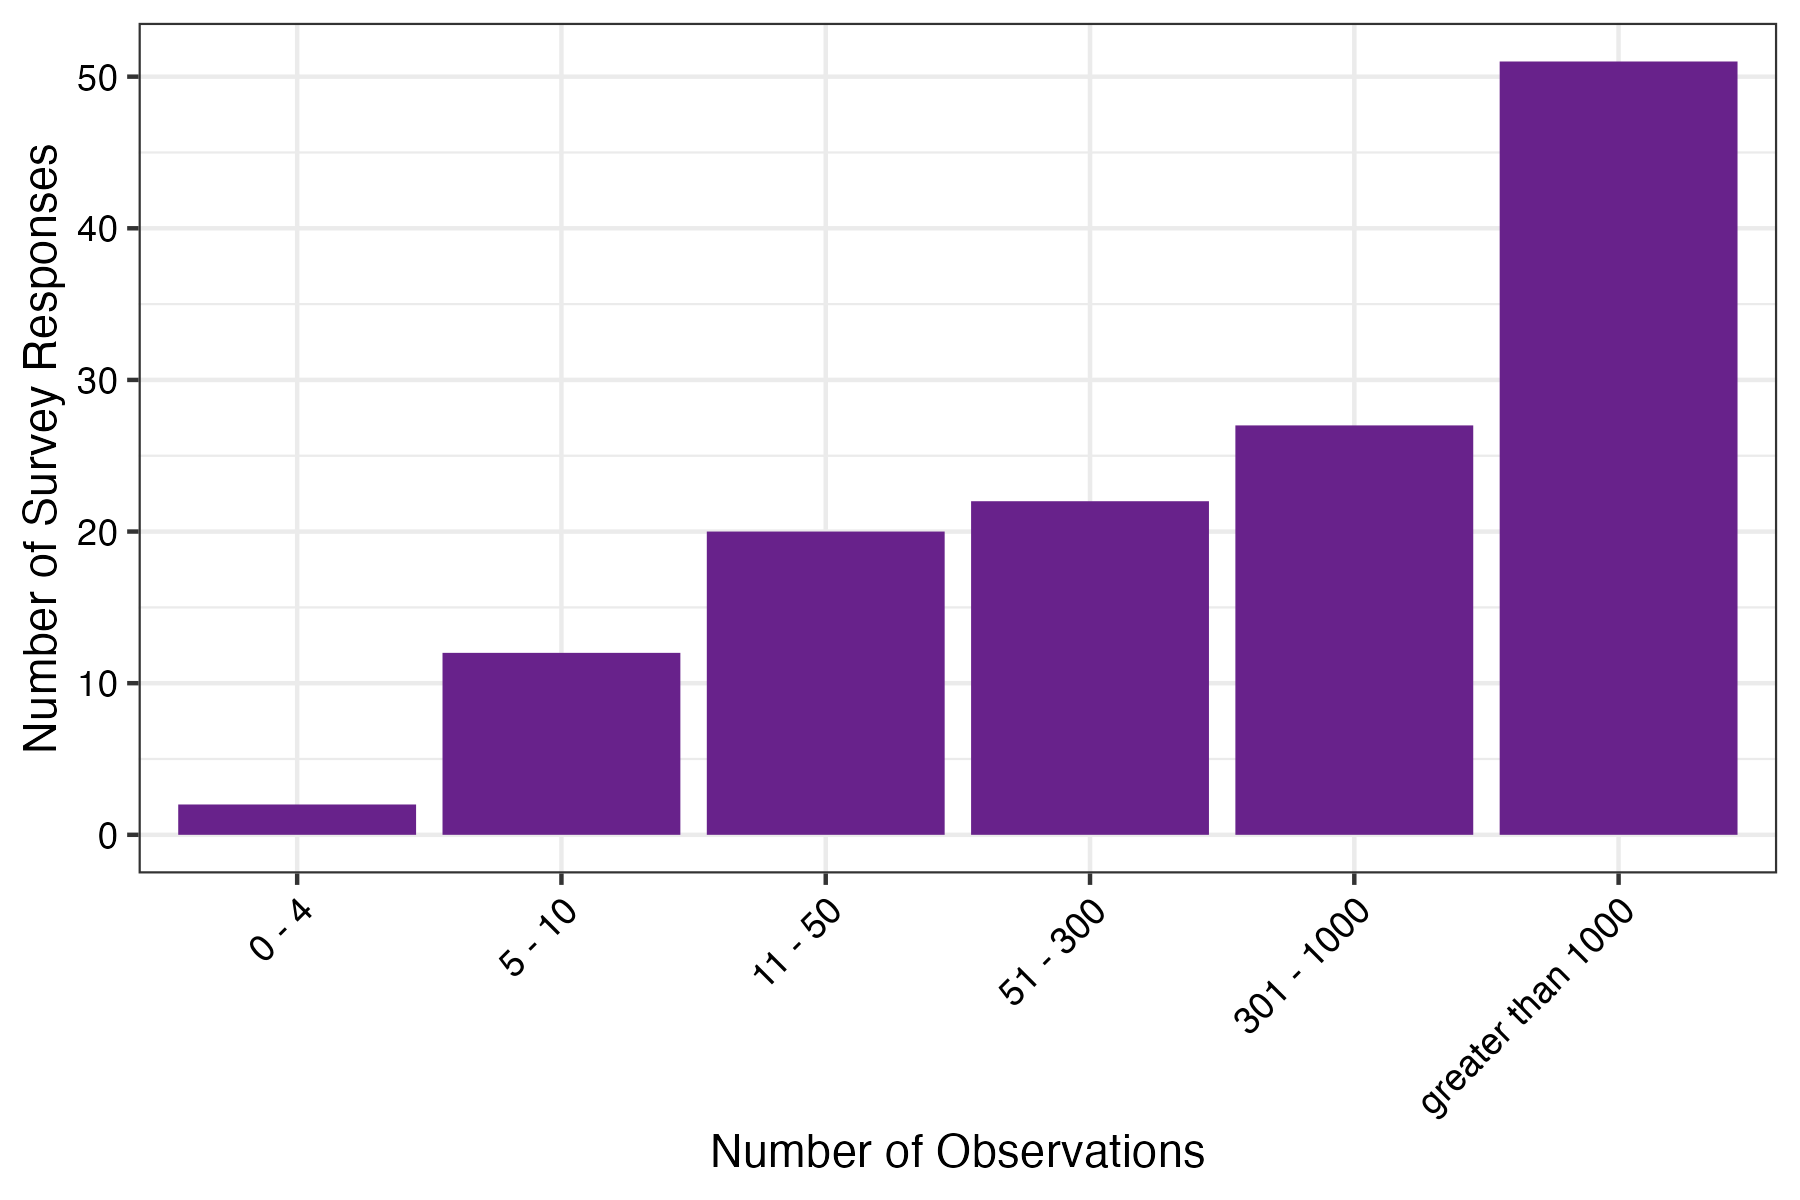 Number of Survey Responses
50
40
30
20
10
0
0 - 4
5 - 10
11 - 50
51 - 300
301 - 1000
greater than 1000
Number of Observations